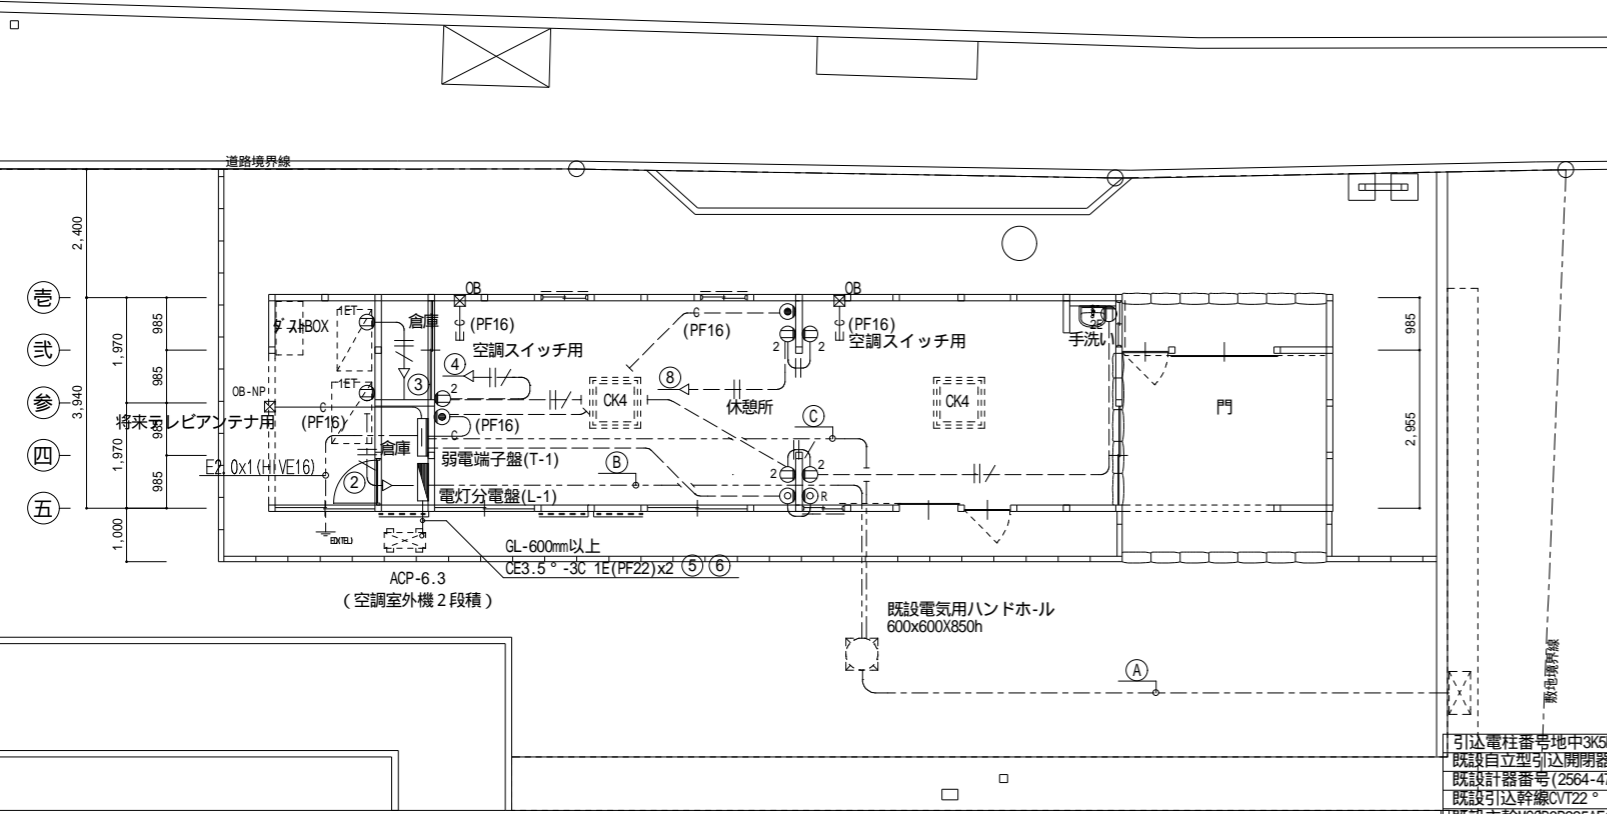 道路境界線
2,400
壱
弐
参
四
五
1,970
3,940
1,970
1,000
985
985
985
985
ダストBOX
1ET
倉庫
OB
(PF16)
空調スイッチ用
④
③
2
1ET
OB-NP
将来テレビアンテナ用
C
(PF16)
C
(PF16)
倉庫
弱電端子盤(T-1)
E2.0x1(HIVE16)
②
電灯分電盤(L-1)
Ⓑ
C
(PF16)
⑧
CK4
休憩所
2
2
OB
(PF16)
空調スイッチ用
CK4
Ⓒ
2
2
R
2E
手洗い
門
985
2,955
GL-600mm以上
CE3.5°-3C 1E(PF22)x2 ⑤ ⑥
ACP-6.3
(空調室外機2段積)
既設電気用ハンドホ-ル
600x600X850h
Ⓐ
敷地境界線
引込電柱番号地中3K5
既設自立型引込開閉器
既設計器番号(2564-4
既設引込幹線CVT22°